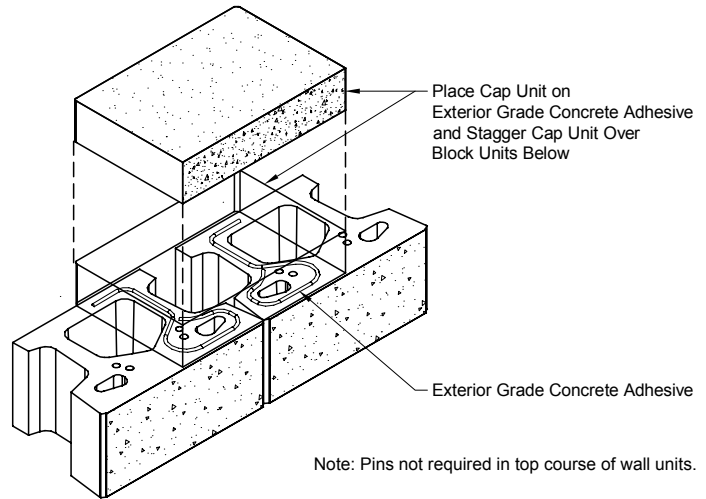 Place Cap Unit on
Exterior Grade Concrete Adhesive
and Stagger Cap Unit Over
Block Units Below
Exterior Grade Concrete Adhesive
Note: Pins not required in top course of wall units.